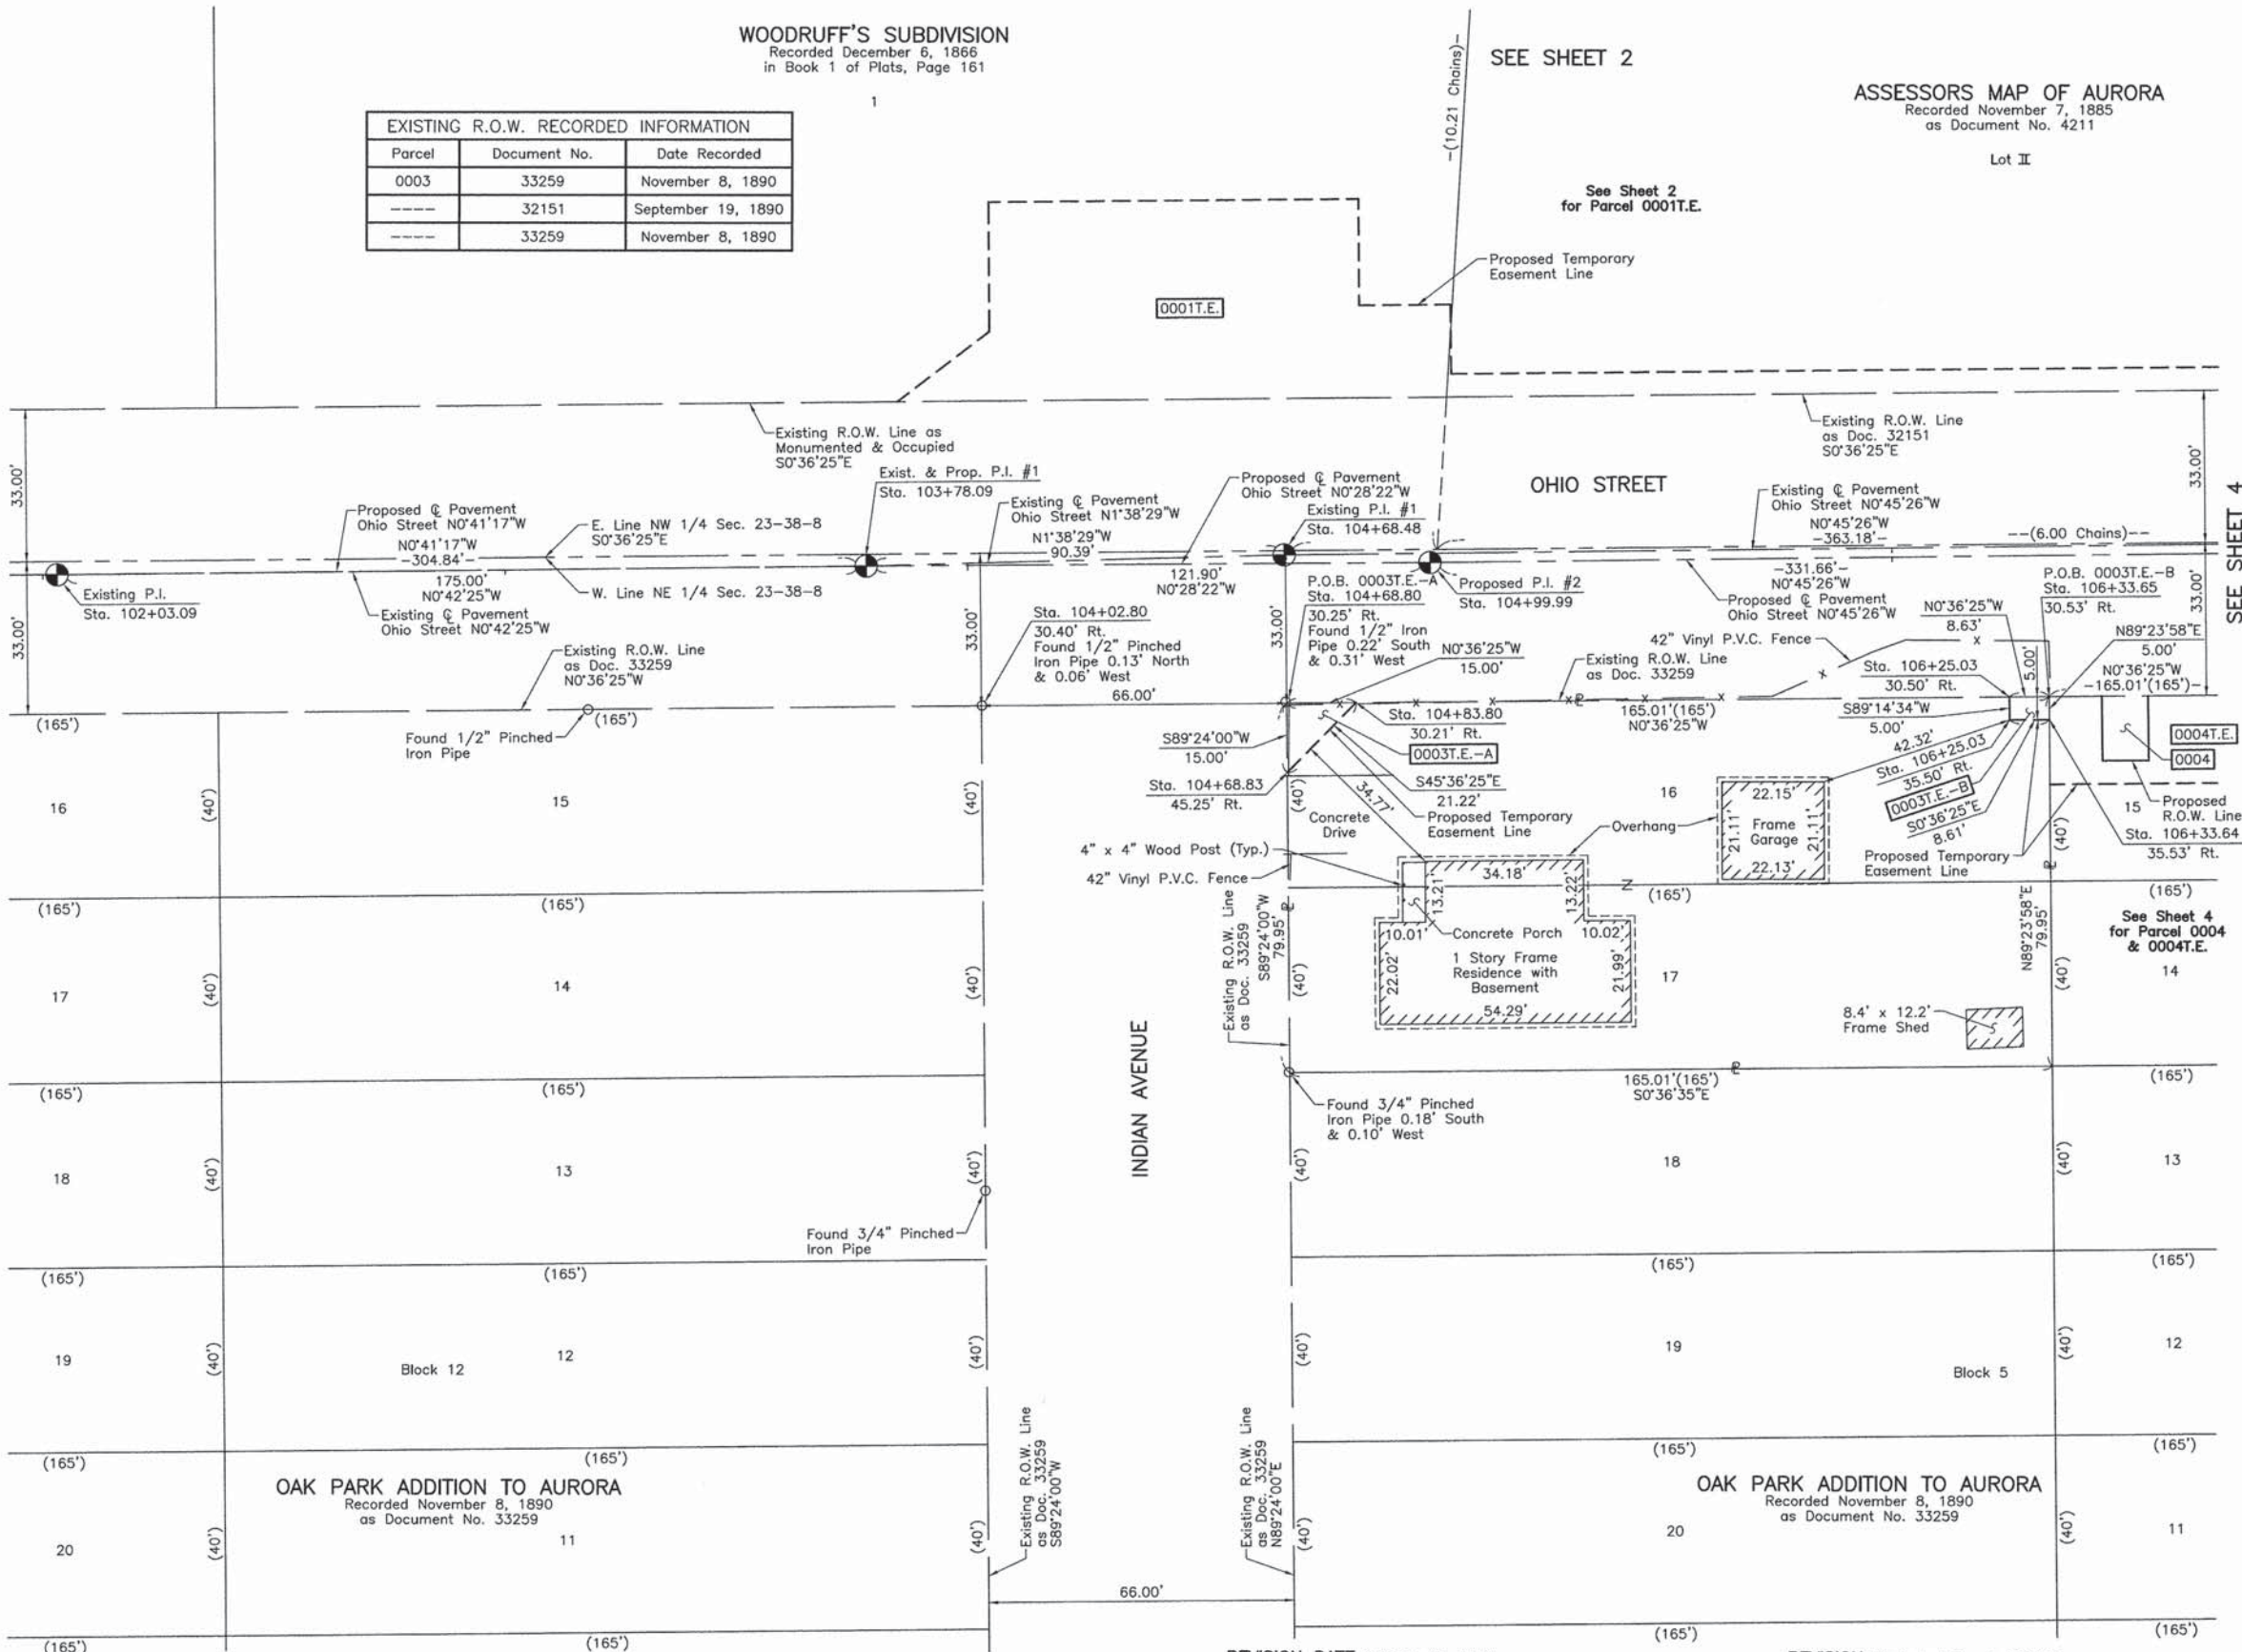 WOODRUFF'S SUBDIVISION
Recorded December 6, 1866
in Book 1 of Plats, Page 161
1
SEE SHEET 2
ASSESSORS MAP OF AURORA
Recorded November 7, 1885
as Document No. 4211
Lot II
-(10.21 Chains)-
EXISTING R.O.W. RECORDED INFORMATION
Parcel Document No. Date Recorded
0003 33259 November 8, 1890
---- 32151 September 19, 1890
---- 33259 November 8, 1890
See Sheet 2
for Parcel 0001T.E.
Proposed Temporary
Easement Line
0001T.E.
Existing R.O.W. Line as
Monumented & Occupied
S0°36'25"E
Existing R.O.W. Line
as Doc. 32151
S0°36'25"E
33.00'
33.00'
33.00'
33.00'
SEE SHEET 4
OHIO STREET
Exist. & Prop. P.I. #1
Sta. 103+78.09
Proposed ℄ Pavement
Ohio Street N0°41'17"W
N0°41'17"W
-304.84'-
175.00'
N0°42'25"W
E. Line NW 1/4 Sec. 23-38-8
S0°36'25"E
W. Line NE 1/4 Sec. 23-38-8
Existing P.I.
Sta. 102+03.09
Existing ℄ Pavement
Ohio Street N0°42'25"W
Existing ℄ Pavement
Ohio Street N1°38'29"W
N1°38'29"W
90.39'
Proposed ℄ Pavement
Ohio Street N0°28'22"W
121.90'
N0°28'22"W
Existing P.I. #1
Sta. 104+68.48
Existing ℄ Pavement
Ohio Street N0°45'26"W
N0°45'26"W
-363.18'-
--(6.00 Chains)--
-331.66'-
N0°45'26"W
Proposed ℄ Pavement
Ohio Street N0°45'26"W
Proposed P.I. #2
Sta. 104+99.99
P.O.B. 0003T.E.-A
Sta. 104+68.80
30.25' Rt.
Found 1/2" Iron
Pipe 0.22' South
& 0.31' West
33.00'
33.00'
Sta. 104+02.80
30.40' Rt.
Found 1/2" Pinched
Iron Pipe 0.13' North
& 0.06' West
66.00'
N0°36'25"W
15.00'
P.O.B. 0003T.E.-B
Sta. 106+33.65
30.53' Rt.
N0°36'25"W
8.63'
N89°23'58"E
5.00'
N0°36'25"W
-165.01'(165')-
42" Vinyl P.V.C. Fence
Existing R.O.W. Line
as Doc. 33259
165.01'(165')
N0°36'25"W
Sta. 106+25.03
30.50' Rt.
5.00'
S89°14'34"W
5.00'
42.32'
Sta. 106+25.03
35.50' Rt.
0003T.E.-B
S0°36'25"E
8.61'
0004T.E.
0004
Proposed
R.O.W. Line
Sta. 106+33.64
35.53' Rt.
Proposed Temporary
Easement Line
Existing R.O.W. Line
as Doc. 33259
N0°36'25"W
(165')
(165')
Found 1/2" Pinched
Iron Pipe
S89°24'00"W
15.00'
Sta. 104+83.80
30.21' Rt.
0003T.E.-A
Sta. 104+68.83
45.25' Rt.
S45°36'25"E
21.22'
34.77'
Concrete
Drive
Proposed Temporary
Easement Line
Overhang
4" x 4" Wood Post (Typ.)
42" Vinyl P.V.C. Fence
22.15'
21.11'
Frame
Garage
21.11'
22.13'
34.18'
13.21'
13.22'
10.01'
Concrete Porch
10.02'
22.02'
1 Story Frame
Residence with
Basement
21.99'
54.29'
Existing R.O.W. Line
as Doc. 33259
S89°24'00"W
79.95'
N89°23'58"E
79.95'
See Sheet 4
for Parcel 0004
& 0004T.E.
8.4' x 12.2'
Frame Shed
165.01'(165')
S0°36'35"E
Found 3/4" Pinched
Iron Pipe 0.18' South
& 0.10' West
INDIAN AVENUE
Found 3/4" Pinched
Iron Pipe
16 (40') 15 (40') (40') 16 (40') 15
(165') (165') (165') (165')
17 (40') 14 (40') (40') 17 (40') 14
(165') (165') (165')
18 (40') 13 (40') (40') 18 (40') 13
(165') (165') (165') (165')
19 (40') Block 12 12 (40') (40') 19 Block 5 (40') 12
(165') (165') (165') (165')
OAK PARK ADDITION TO AURORA
Recorded November 8, 1890
as Document No. 33259
OAK PARK ADDITION TO AURORA
Recorded November 8, 1890
as Document No. 33259
20 (40') 11 (40') (40') 20 (40') 11
Existing R.O.W. Line
as Doc. 33259
S89°24'00"W
Existing R.O.W. Line
as Doc. 33259
N89°24'00"E
66.00'
(165') (165') (165') (165')